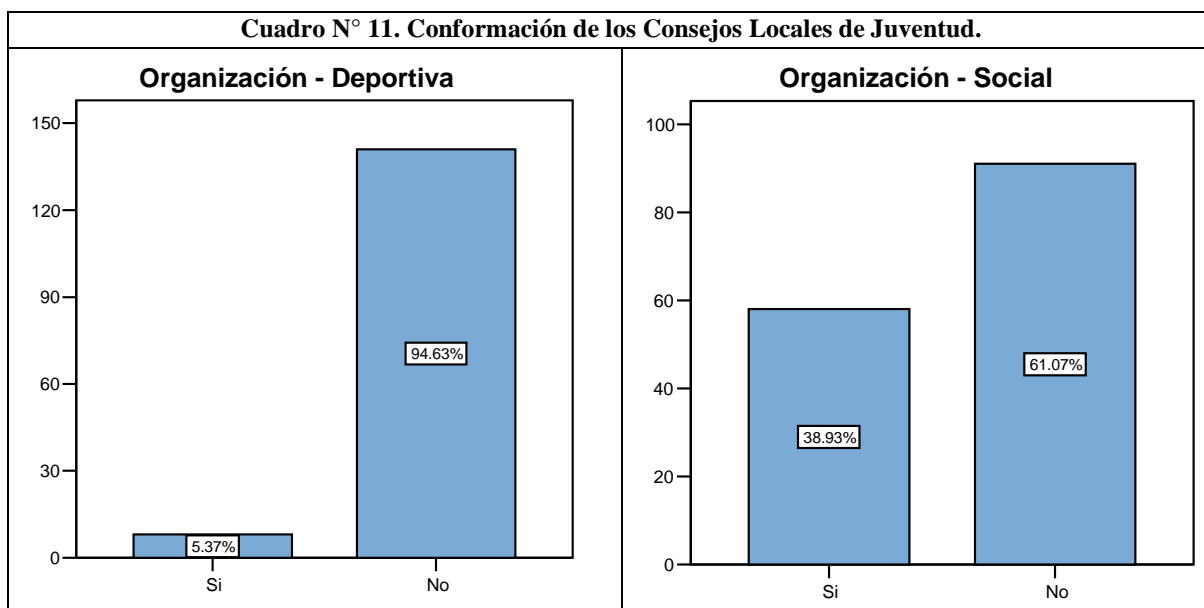 Cuadro N° 11. Conformación de los Consejos Locales de Juventud.
Organización - Deportiva
150
120
90
60
30
0
94.63%
5.37%
Si
No
Organización - Social
100
80
60
40
20
0
61.07%
38.93%
Si
No